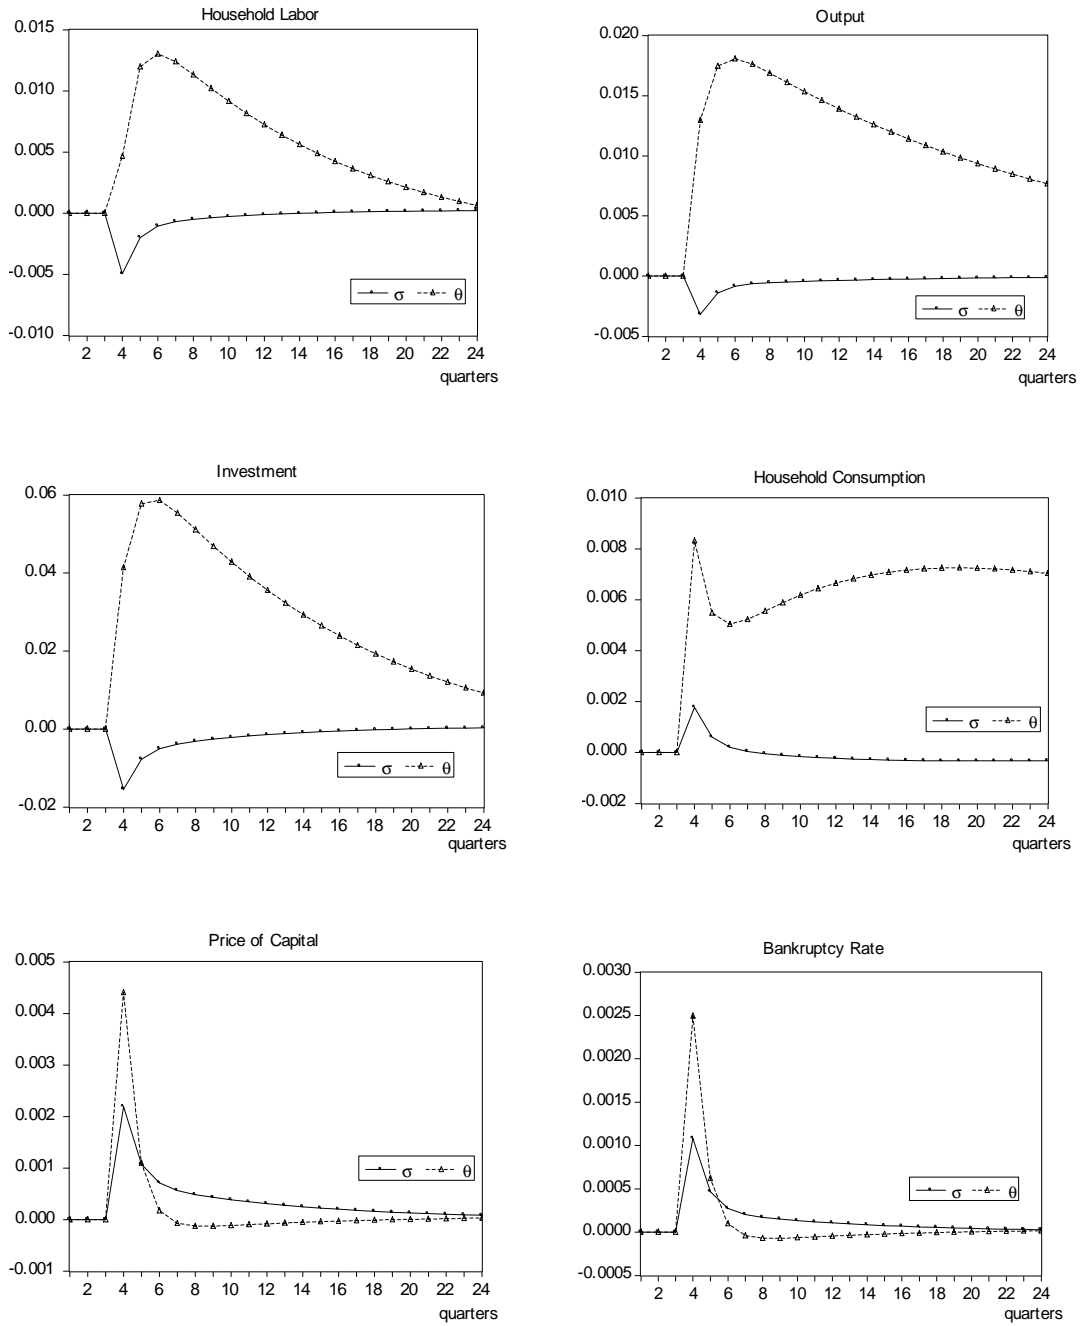 Household Labor
0.015
0.010
0.005
0.000
-0.005
-0.010
σ θ
2 4 6 8 10 12 14 16 18 20 22 24
quarters
Output
0.020
0.015
0.010
0.005
0.000
-0.005
σ θ
2 4 6 8 10 12 14 16 18 20 22 24
quarters
Investment
0.06
0.04
0.02
0.00
-0.02
σ θ
2 4 6 8 10 12 14 16 18 20 22 24
quarters
Household Consumption
0.010
0.008
0.006
0.004
0.002
0.000
-0.002
σ θ
2 4 6 8 10 12 14 16 18 20 22 24
quarters
Price of Capital
0.005
0.004
0.003
0.002
0.001
0.000
-0.001
σ θ
2 4 6 8 10 12 14 16 18 20 22 24
quarters
Bankruptcy Rate
0.0030
0.0025
0.0020
0.0015
0.0010
0.0005
0.0000
-0.0005
σ θ
2 4 6 8 10 12 14 16 18 20 22 24
quarters